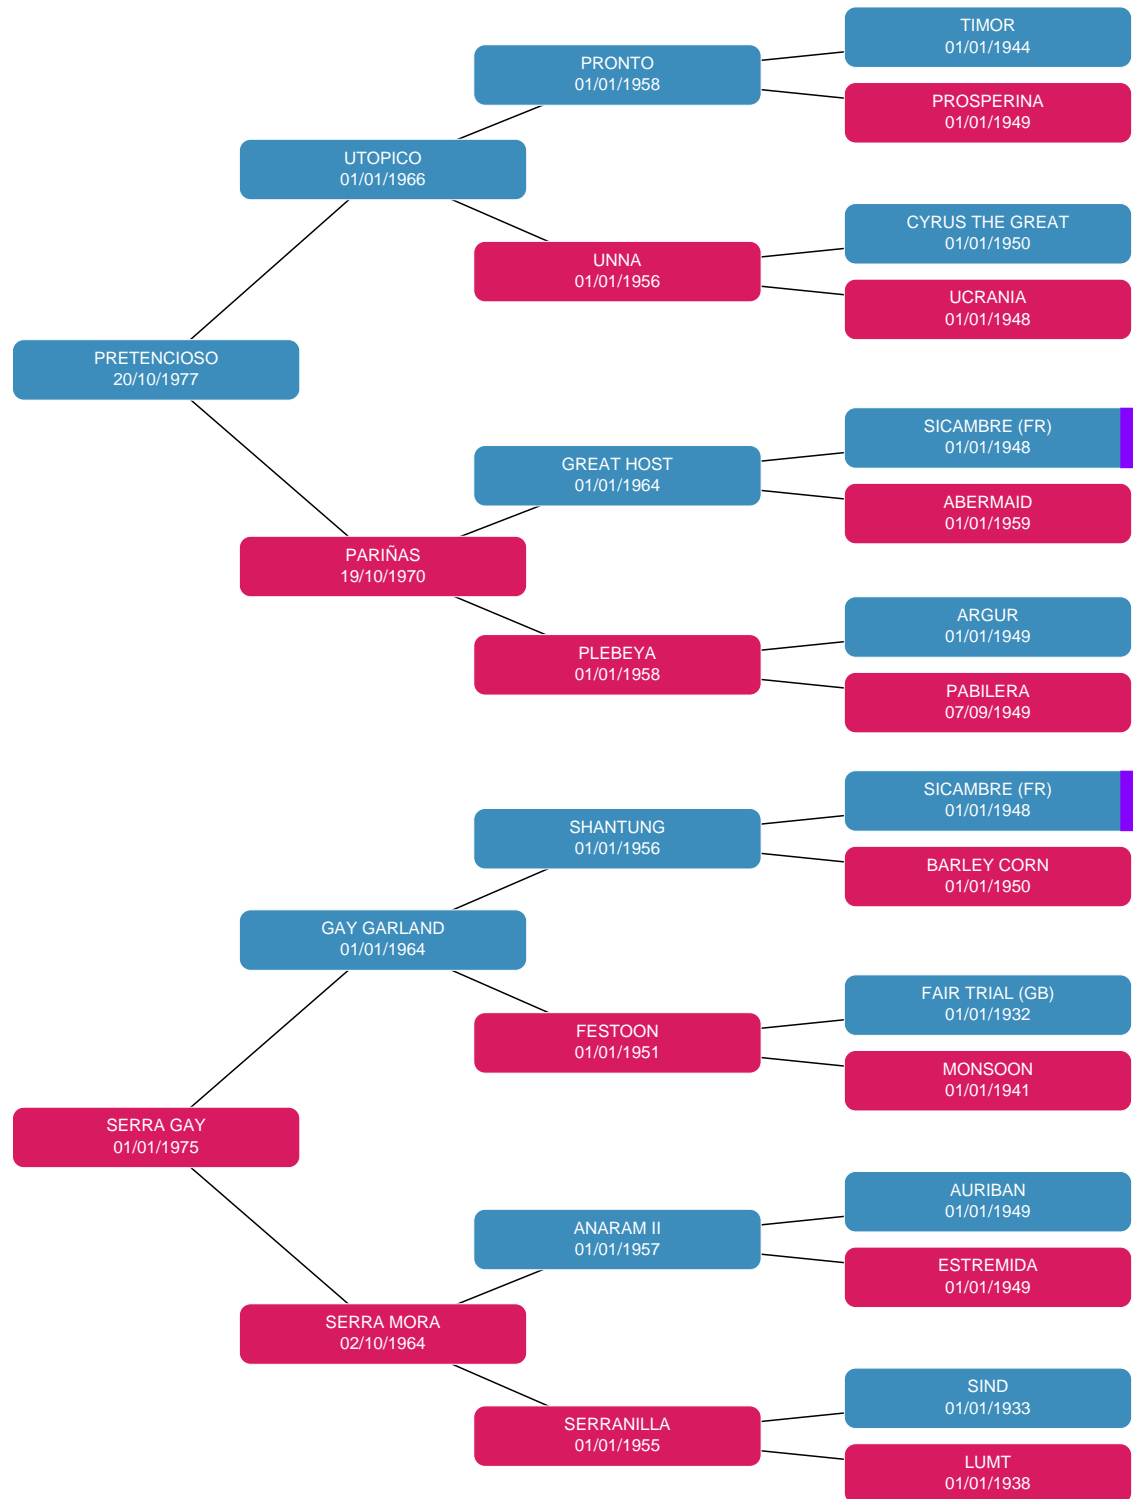 TIMOR
01/01/1944
PRONTO
01/01/1958
PROSPERINA
01/01/1949
UTOPICO
01/01/1966
CYRUS THE GREAT
01/01/1950
UNNA
01/01/1956
UCRANIA
01/01/1948
PRETENCIOSO
20/10/1977
SICAMBRE (FR)
01/01/1948
GREAT HOST
01/01/1964
ABERMAID
01/01/1959
PARIÑAS
19/10/1970
ARGUR
01/01/1949
PLEBEYA
01/01/1958
PABILERA
07/09/1949
SICAMBRE (FR)
01/01/1948
SHANTUNG
01/01/1956
BARLEY CORN
01/01/1950
GAY GARLAND
01/01/1964
FAIR TRIAL (GB)
01/01/1932
FESTOON
01/01/1951
MONSOON
01/01/1941
SERRA GAY
01/01/1975
AURIBAN
01/01/1949
ANARAM II
01/01/1957
ESTREMIDA
01/01/1949
SERRA MORA
02/10/1964
SIND
01/01/1933
SERRANILLA
01/01/1955
LUMT
01/01/1938